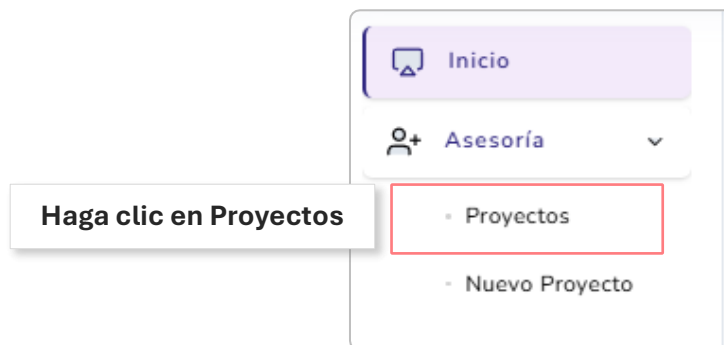 Inicio
Asesoría
Haga clic en Proyectos
Proyectos
Nuevo Proyecto